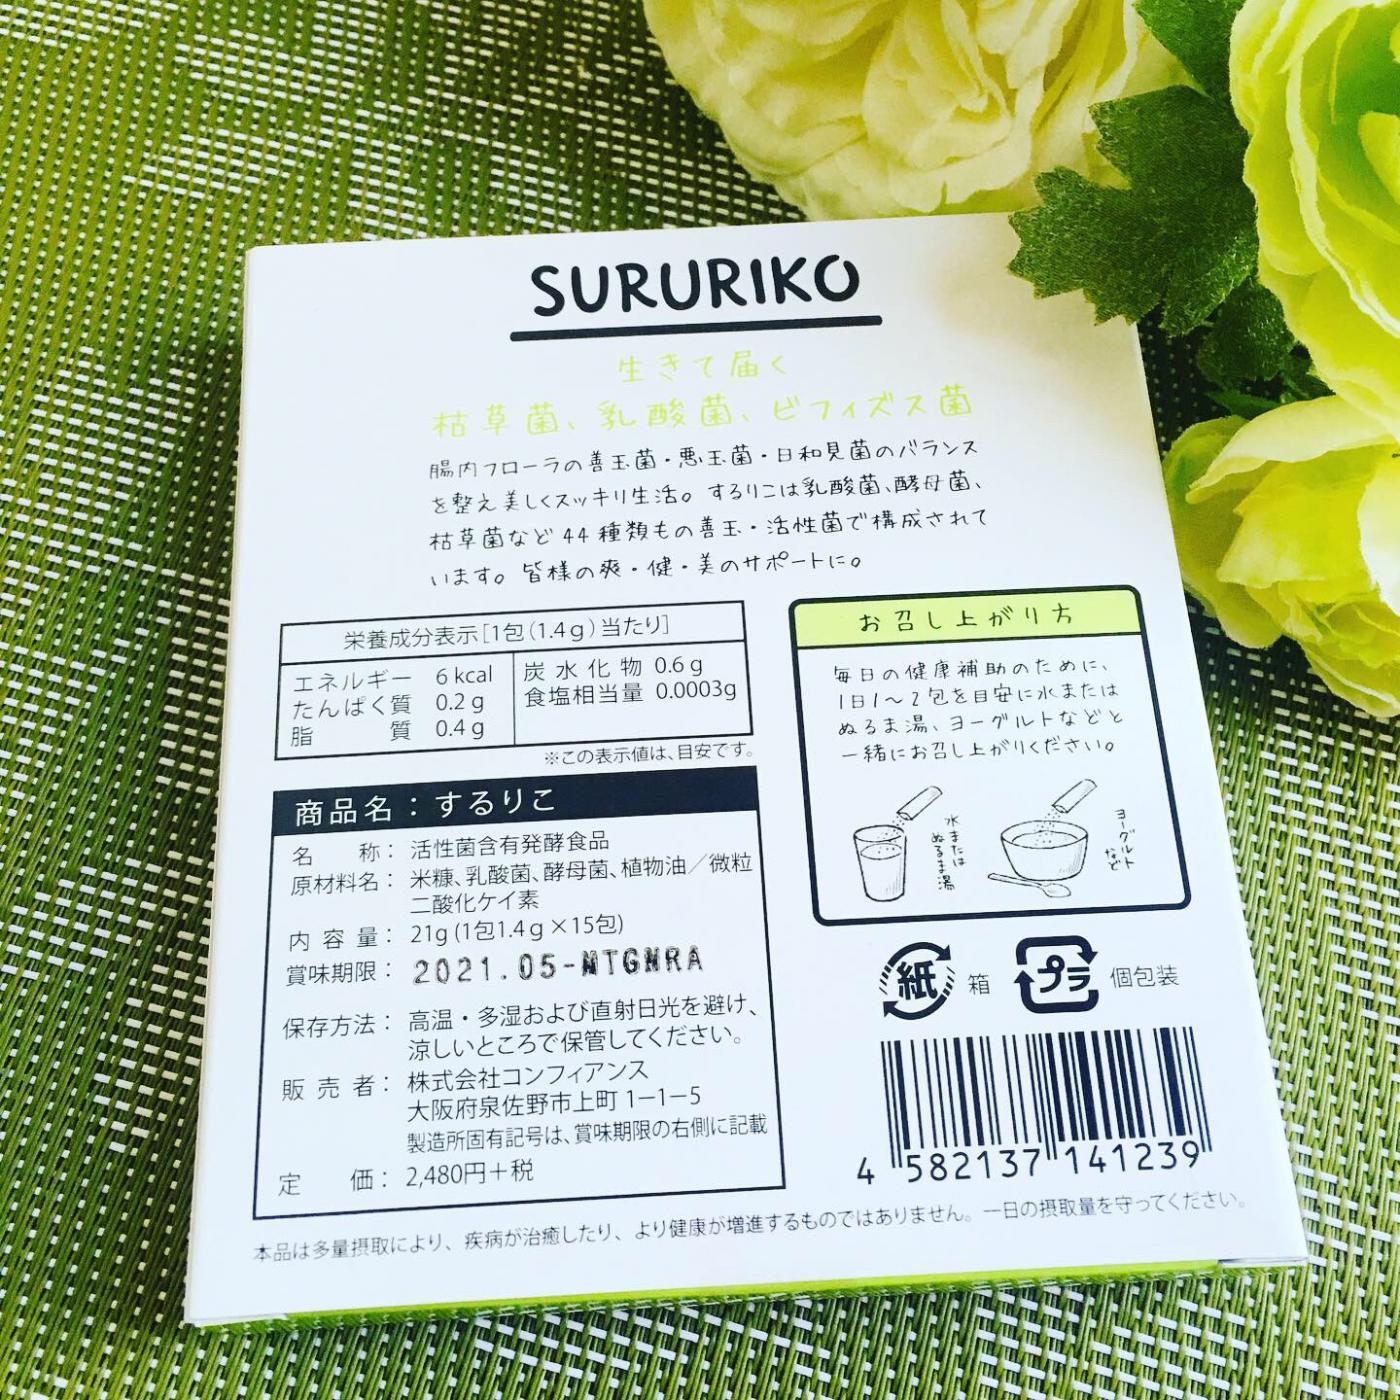 SURURIKO
生きて届く
枯草菌、乳酸菌、ビフィズス菌
腸内フローラの善玉菌・悪玉菌・日和見菌のバランス
を整え美しくスッキリ生活。するりこは乳酸菌、酵母菌、
枯草菌など44種類もの善玉・活性菌で構成されて
います。皆様の爽・健・美のサポートに。
栄養成分表示[1包(1.4g)当たり]
エネルギー 6kcal
たんぱく質 0.2g
脂質 0.4g
炭水化物 0.6g
食塩相当量 0.0003g
※この表示値は、目安です。
商品名：するりこ
名称：活性菌含有発酵食品
原材料名：米糠、乳酸菌、酵母菌、植物油／微粒
二酸化ケイ素
内容量：21g(1包1.4g×15包)
賞味期限：2021.05-MTGMRA
保存方法：高温・多湿および直射日光を避け、
涼しいところで保管してください。
販売者：株式会社コンフィアンス
大阪府泉佐野市上町1−1−5
製造所固有記号は、賞味期限の右側に記載
定価：2,480円＋税
お召し上がり方
毎日の健康補助のために、
1日1〜2包を目安に水または
ぬるま湯、ヨーグルトなどと
一緒にお召し上がりください。
水または
ぬるま湯
ヨーグルト
など
紙 箱 プラ 個包装
4 582137 141239
本品は多量摂取により、疾病が治癒したり、より健康が増進するものではありません。一日の摂取量を守ってください。